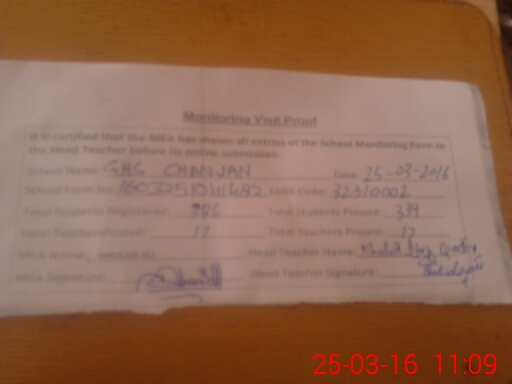 Monitoring Visit Proof
It is certified that the MEA has shown all entries of the School Monitoring Form to
the Head Teacher before its online submission.
School Name: GHS CHANJAN Date: 25-03-2016
School Form No: EMIS Code: 32310002
Total Students Registered: 386 Total Students Present: 339
Total Teachers Posted: 17 Total Teachers Present: 17
MEA Name: Head Teacher Name: Khalid
MEA Signature: Head Teacher Signature:
25-03-16 11:09